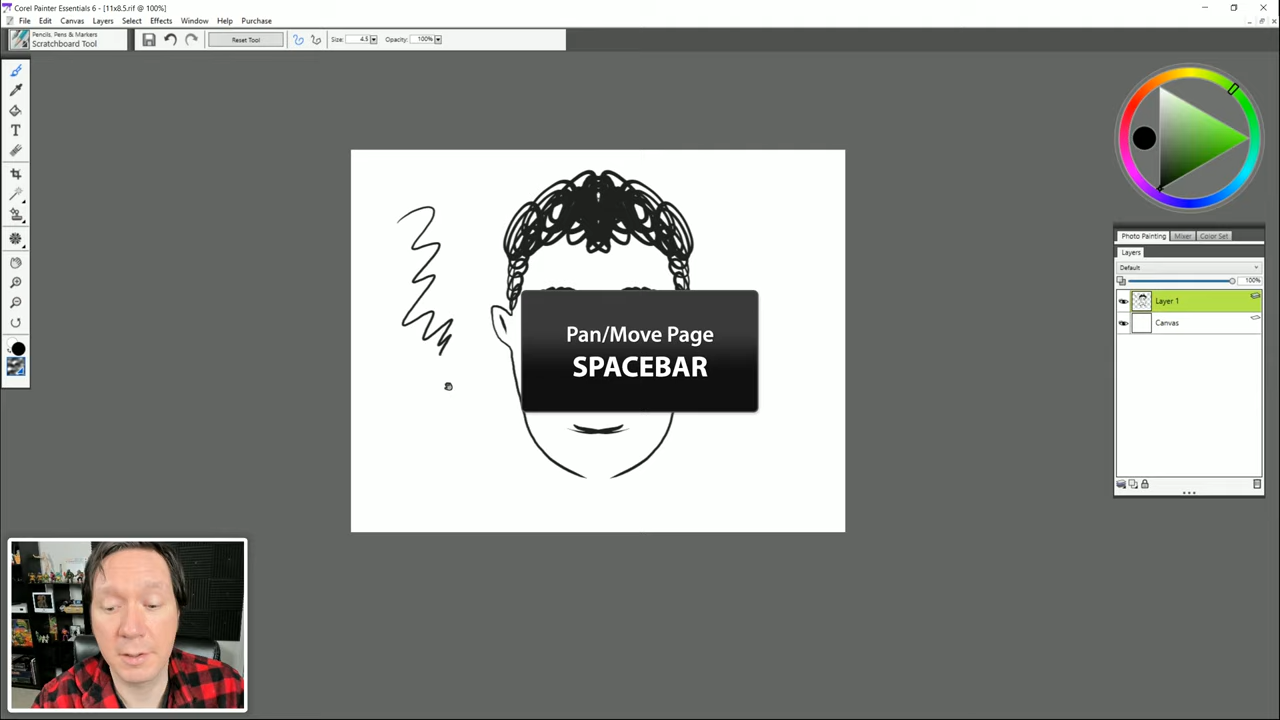 Corel Painter Essentials 6 - [11x8.5.rif @ 100%]
File Edit Canvas Layers Select Effects Window Help Purchase
Pencils, Pens & Markers
Scratchboard Tool
Reset Tool
Size: 4.5
Opacity: 100%
Photo Painting Mixer Color Set
Layers
Default
100%
Layer 1
Canvas
Pan/Move Page
SPACEBAR